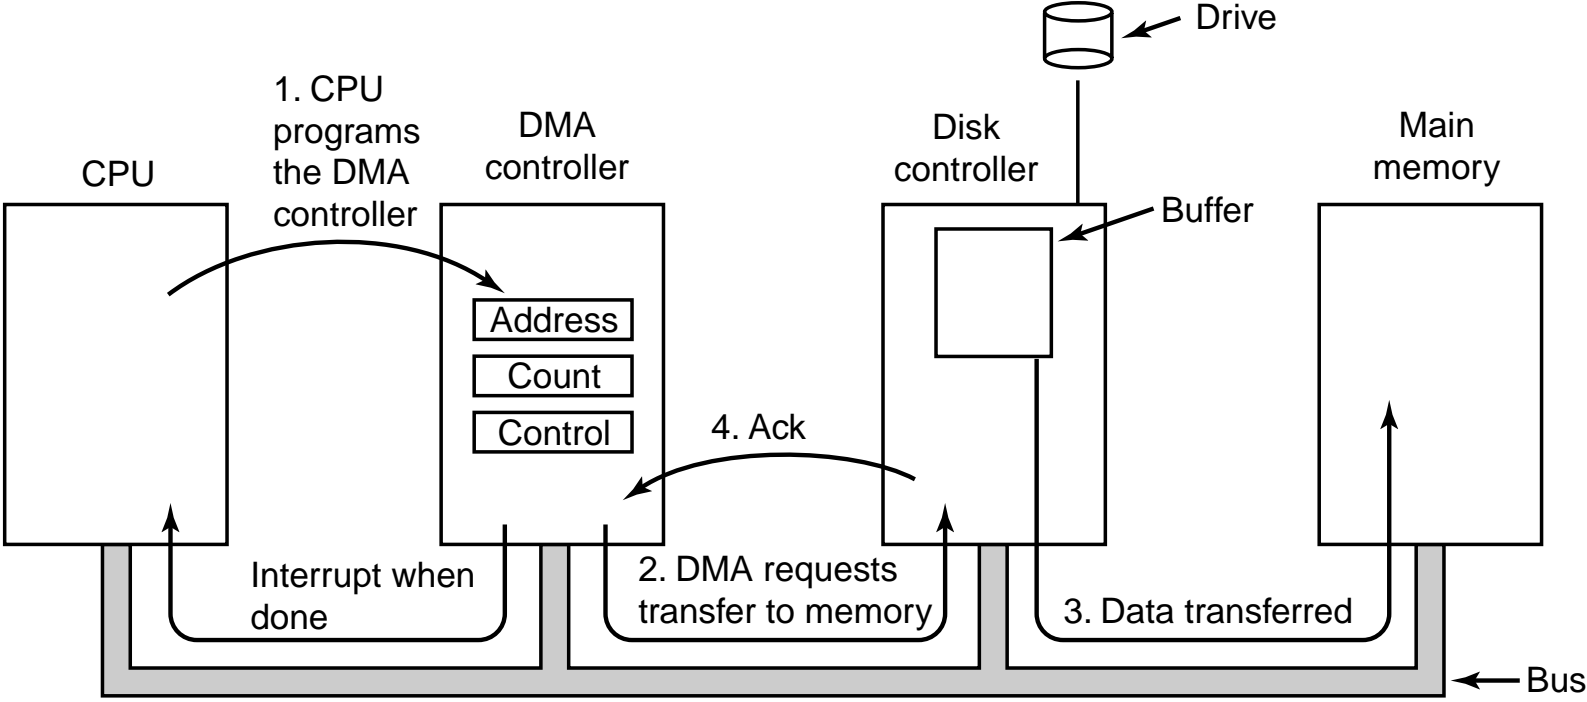 Drive
1. CPU
programs
the DMA
controller
CPU
DMA
controller
Disk
controller
Main
memory
Buffer
Address
Count
Control
4. Ack
Interrupt when
done
2. DMA requests
transfer to memory
3. Data transferred
Bus